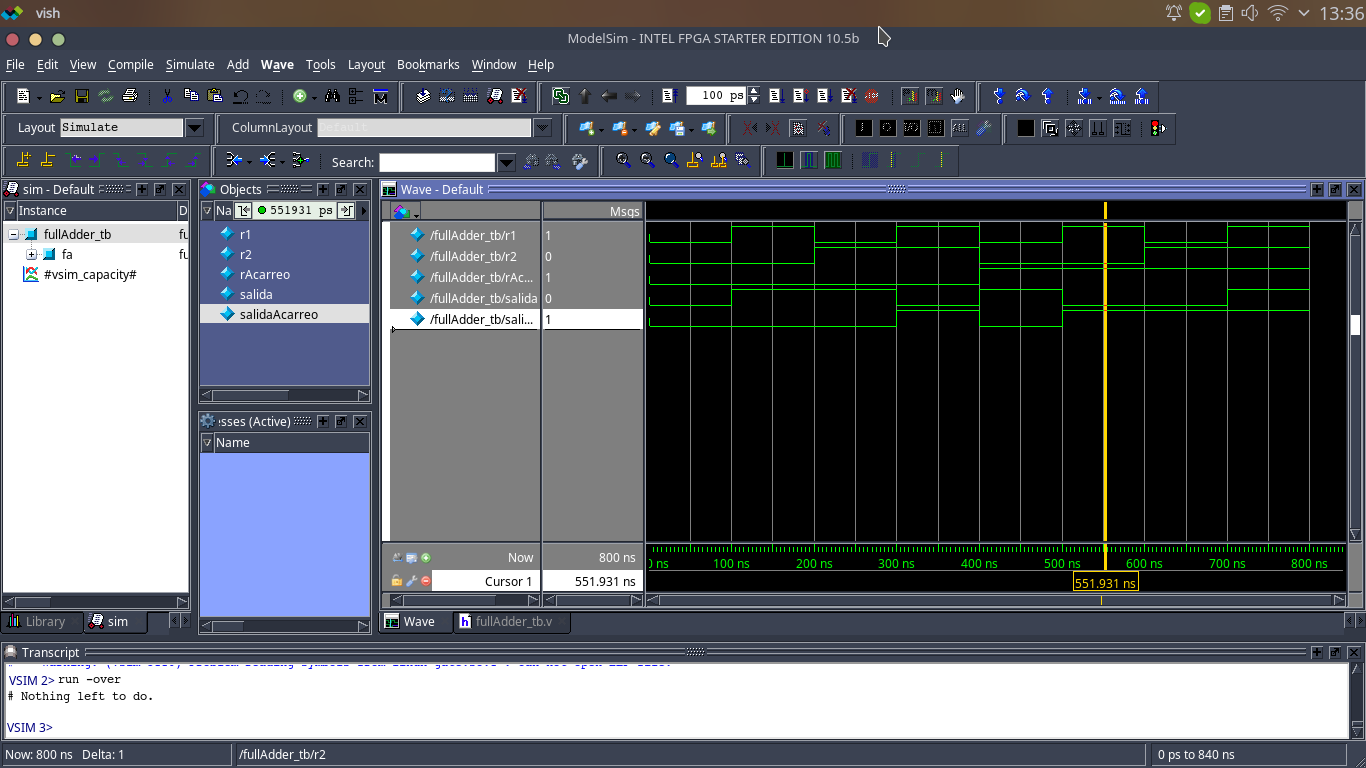 vish
13:36
ModelSim - INTEL FPGA STARTER EDITION 10.5b
File Edit View Compile Simulate Add Wave Tools Layout Bookmarks Window Help
100 ps
Layout Simulate ColumnLayout Default
Search:
sim - Default
Instance D
fullAdder_tb fu
fa fu
#vsim_capacity#
Library sim
Objects
Na 551931 ps
r1
r2
rAcarreo
salida
salidaAcarreo
esses (Active)
Name
Wave - Default
Msgs
/fullAdder_tb/r1 1
/fullAdder_tb/r2 0
/fullAdder_tb/rAc... 1
/fullAdder_tb/salida 0
/fullAdder_tb/sali... 1
Now 800 ns
Cursor 1 551.931 ns
ns 100 ns 200 ns 300 ns 400 ns 500 ns 600 ns 700 ns 800 ns
551.931 ns
Wave fullAdder_tb.v
Transcript
VSIM 2> run -over
# Nothing left to do.
VSIM 3>
Now: 800 ns Delta: 1 /fullAdder_tb/r2 0 ps to 840 ns